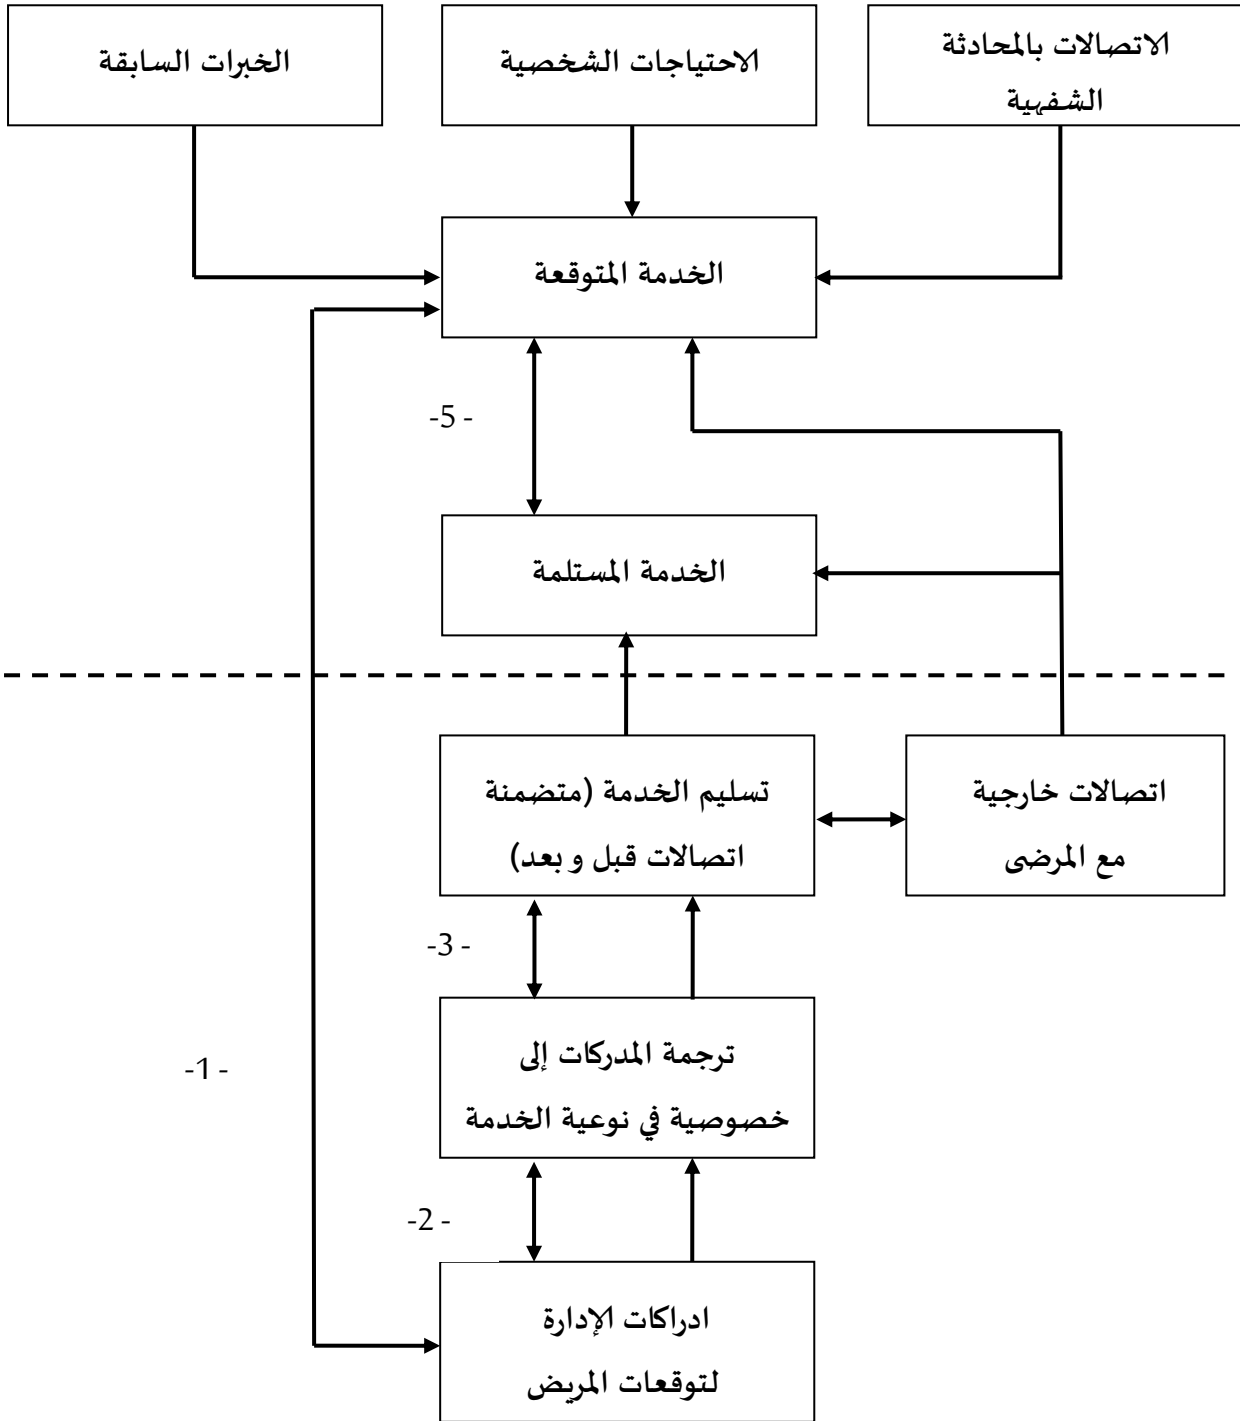 الاتصالات بالمحادثة
الشفهية
الاحتياجات الشخصية
الخبرات السابقة
الخدمة المتوقعة
-5 -
الخدمة المستلمة
اتصالات خارجية
مع المرضى
تسليم الخدمة (متضمنة
اتصالات قبل و بعد)
-3 -
ترجمة المدركات إلى
خصوصية في نوعية الخدمة
-1 -
-2 -
ادراكات الإدارة
لتوقعات المريض